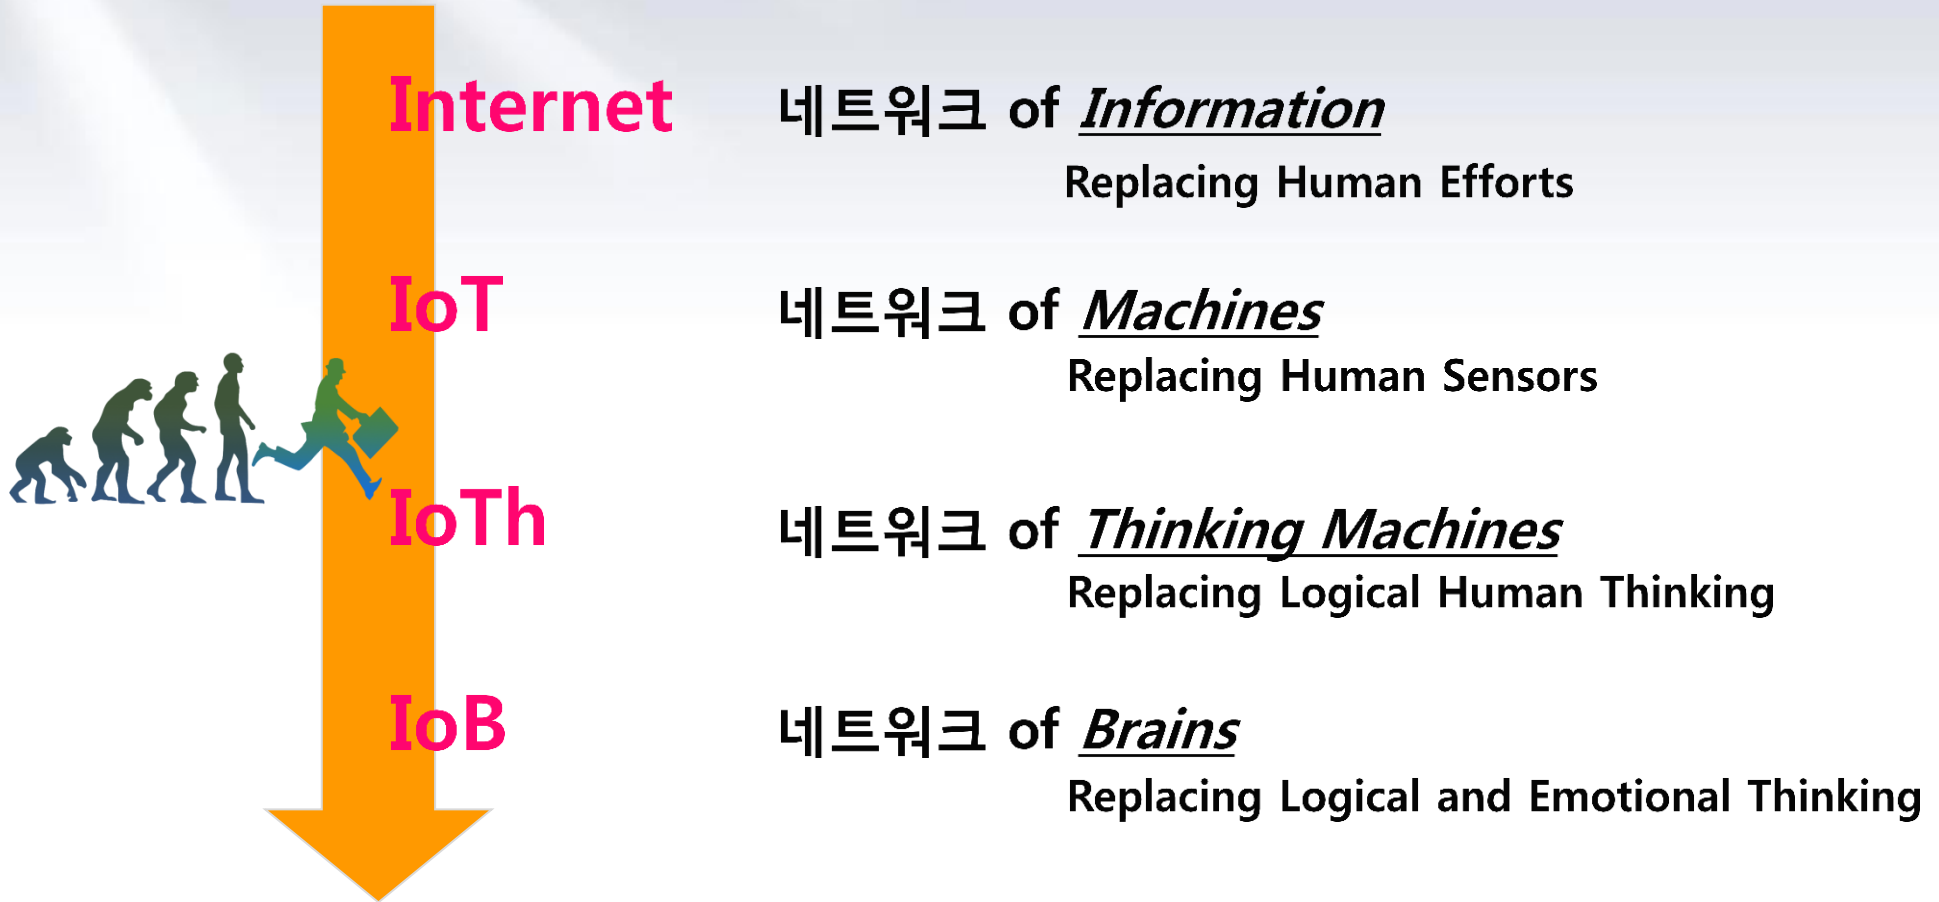 Internet 네트워크 of Information
Replacing Human Efforts
IoT 네트워크 of Machines
Replacing Human Sensors
IoTh 네트워크 of Thinking Machines
Replacing Logical Human Thinking
IoB 네트워크 of Brains
Replacing Logical and Emotional Thinking